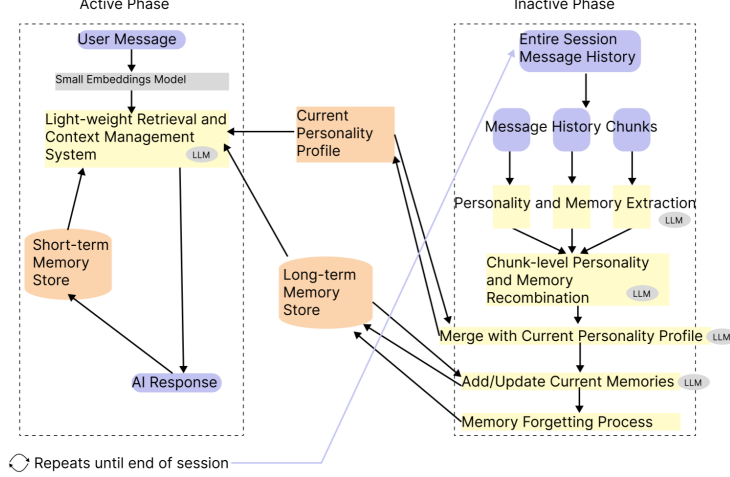 Active Phase
User Message
Small Embeddings Model
Light-weight Retrieval and
Context Management
System
LLM
Short-term
Memory
Store
AI Response
Current
Personality
Profile
Long-term
Memory
Store
Inactive Phase
Entire Session
Message History
Message History Chunks
Personality and Memory Extraction
LLM
Chunk-level Personality
and Memory
Recombination
LLM
Merge with Current Personality Profile
LLM
Add/Update Current Memories
LLM
Memory Forgetting Process
Repeats until end of session